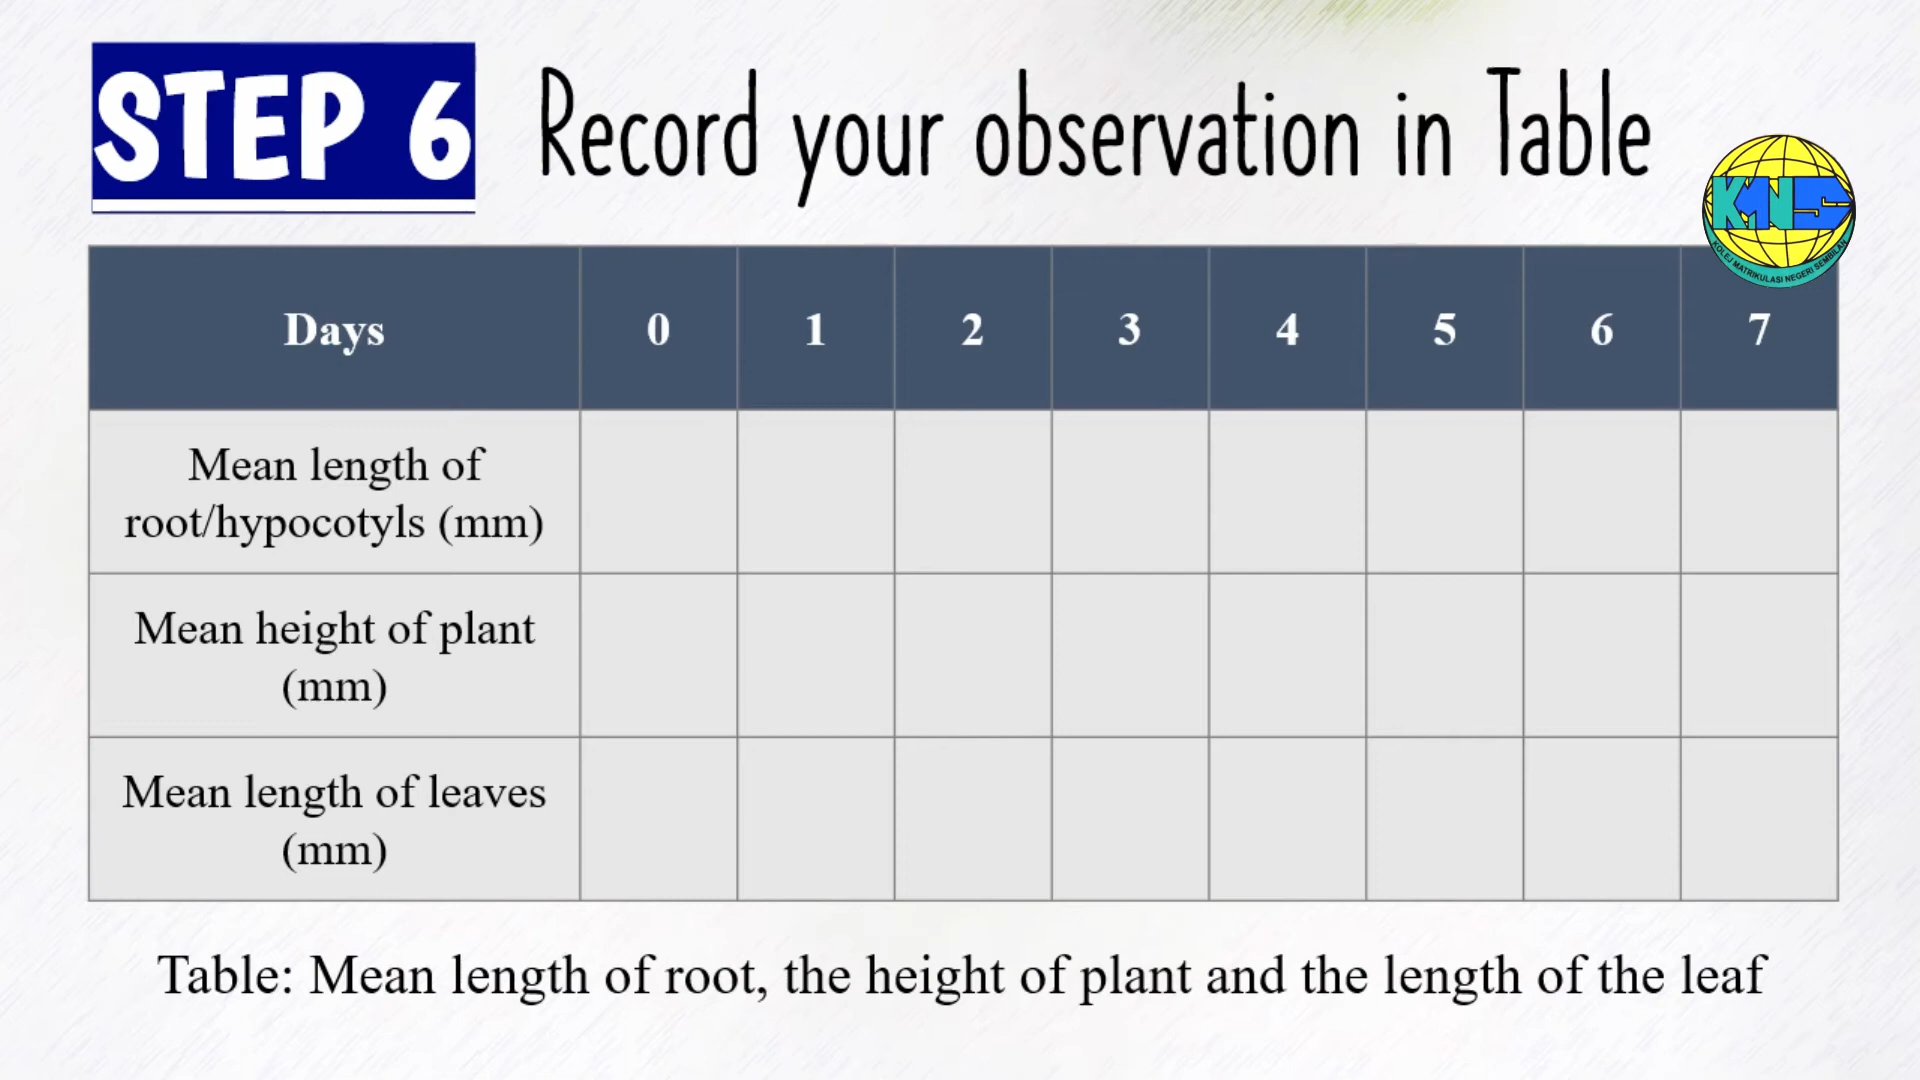 STEP 6 Record your observation in Table
KMNS
KOLEJ MATRIKULASI NEGERI SEMBILAN
Days 0 1 2 3 4 5 6 7
Mean length of
root/hypocotyls (mm)
Mean height of plant
(mm)
Mean length of leaves
(mm)
Table: Mean length of root, the height of plant and the length of the leaf